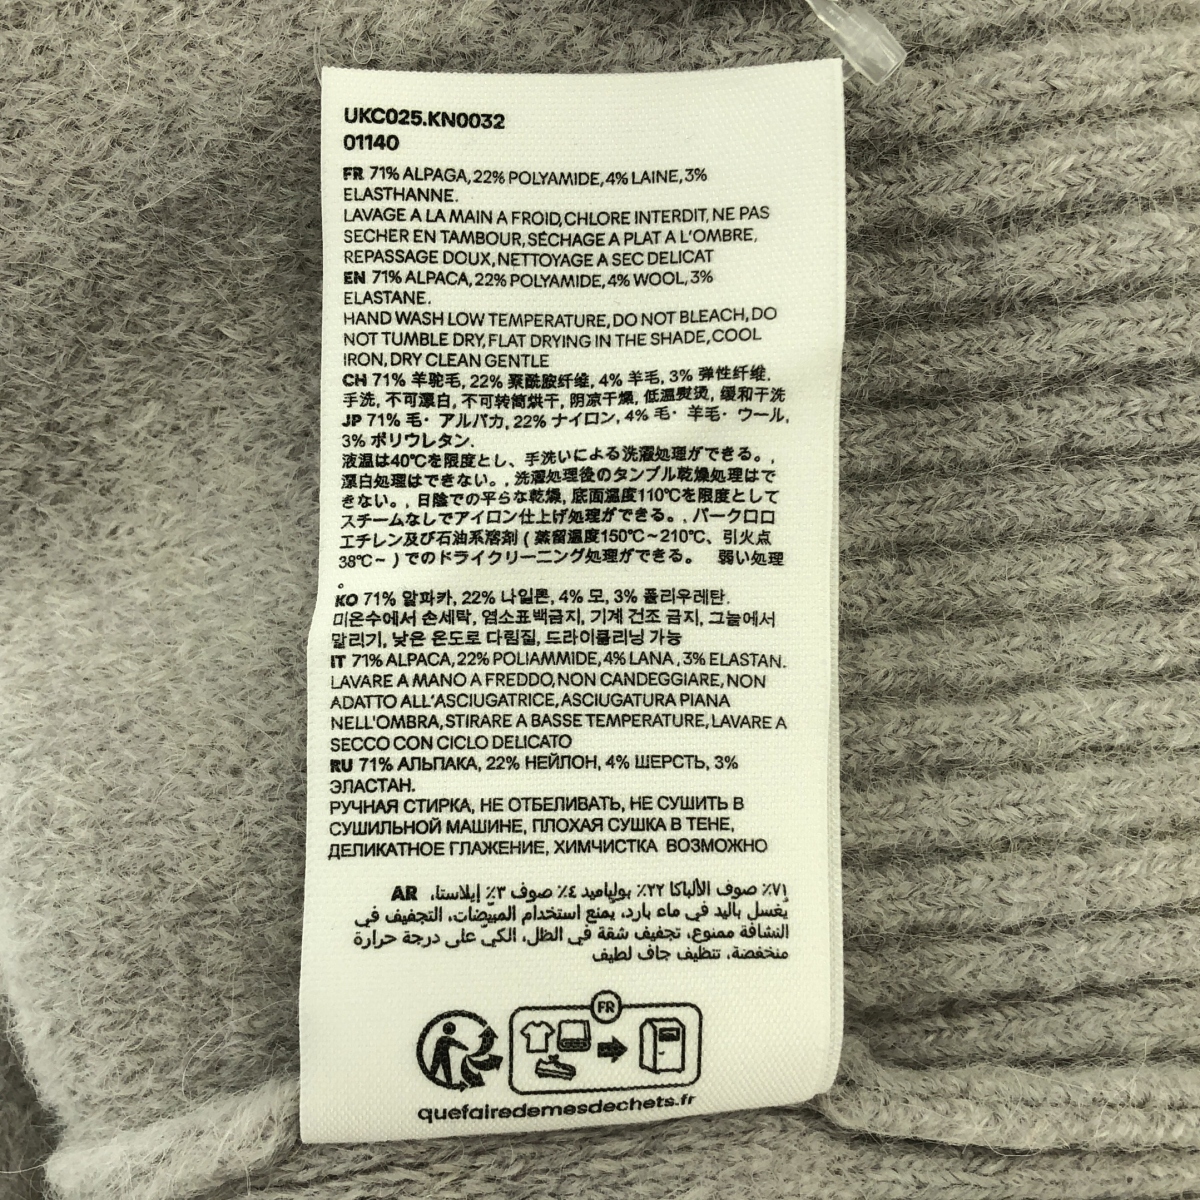 UKC025.KN0032
01140
FR 71% ALPAGA, 22% POLYAMIDE, 4% LAINE, 3%
ELASTHANNE.
LAVAGE A LA MAIN A FROID, CHLORE INTERDIT, NE PAS
SECHER EN TAMBOUR, SÉCHAGE A PLAT A L'OMBRE,
REPASSAGE DOUX, NETTOYAGE A SEC DELICAT
EN 71% ALPACA, 22% POLYAMIDE, 4% WOOL, 3%
ELASTANE.
HAND WASH LOW TEMPERATURE, DO NOT BLEACH, DO
NOT TUMBLE DRY, FLAT DRYING IN THE SHADE, COOL
IRON, DRY CLEAN GENTLE
CH 71% 羊驼毛, 22% 聚酰胺纤维, 4% 羊毛, 3% 弹性纤维.
手洗, 不可漂白, 不可转筒烘干, 阴凉干燥, 低温熨烫, 缓和干洗
JP 71% 毛・アルパカ, 22% ナイロン, 4% 毛・羊毛・ウール,
3% ポリウレタン.
液温は40℃を限度とし、手洗いによる洗濯処理ができる。,
漂白処理はできない。, 洗濯処理後のタンブル乾燥処理はで
きない。, 日陰での平らな乾燥, 底面温度110℃を限度として
スチームなしでアイロン仕上げ処理ができる。, パークロロ
エチレン及び石油系溶剤 ( 蒸留温度150℃~210℃、引火点
38℃~ ) でのドライクリーニング処理ができる。 弱い処理
。
KO 71% 알파카, 22% 나일론, 4% 모, 3% 폴리우레탄.
미온수에서 손세탁, 염소표백금지, 기계 건조 금지, 그늘에서
말리기, 낮은 온도로 다림질, 드라이클리닝 가능
IT 71% ALPACA, 22% POLIAMMIDE, 4% LANA , 3% ELASTAN.
LAVARE A MANO A FREDDO, NON CANDEGGIARE, NON
ADATTO ALL'ASCIUGATRICE, ASCIUGATURA PIANA
NELL'OMBRA, STIRARE A BASSE TEMPERATURE, LAVARE A
SECCO CON CICLO DELICATO
RU 71% АЛЬПАКА, 22% НЕЙЛОН, 4% ШЕРСТЬ, 3%
ЭЛАСТАН.
РУЧНАЯ СТИРКА, НЕ ОТБЕЛИВАТЬ, НЕ СУШИТЬ В
СУШИЛЬНОЙ МАШИНЕ, ПЛОХАЯ СУШКА В ТЕНЕ,
ДЕЛИКАТНОЕ ГЛАЖЕНИЕ, ХИМЧИСТКА ВОЗМОЖНО
٧١٪ صوف الألباكا ٢٢٪ بولياميد ٤٪ صوف ٣٪ إيلاستا، AR
يُغسل باليد في ماء بارد، يمنع استخدام المبيّضات، التجفيف في
النشافة ممنوع، تجفيف شقة في الظل، الكيّ على درجة حرارة
منخفضة، تنظيف جاف لطيف
FR
quefairedemesdechets.fr